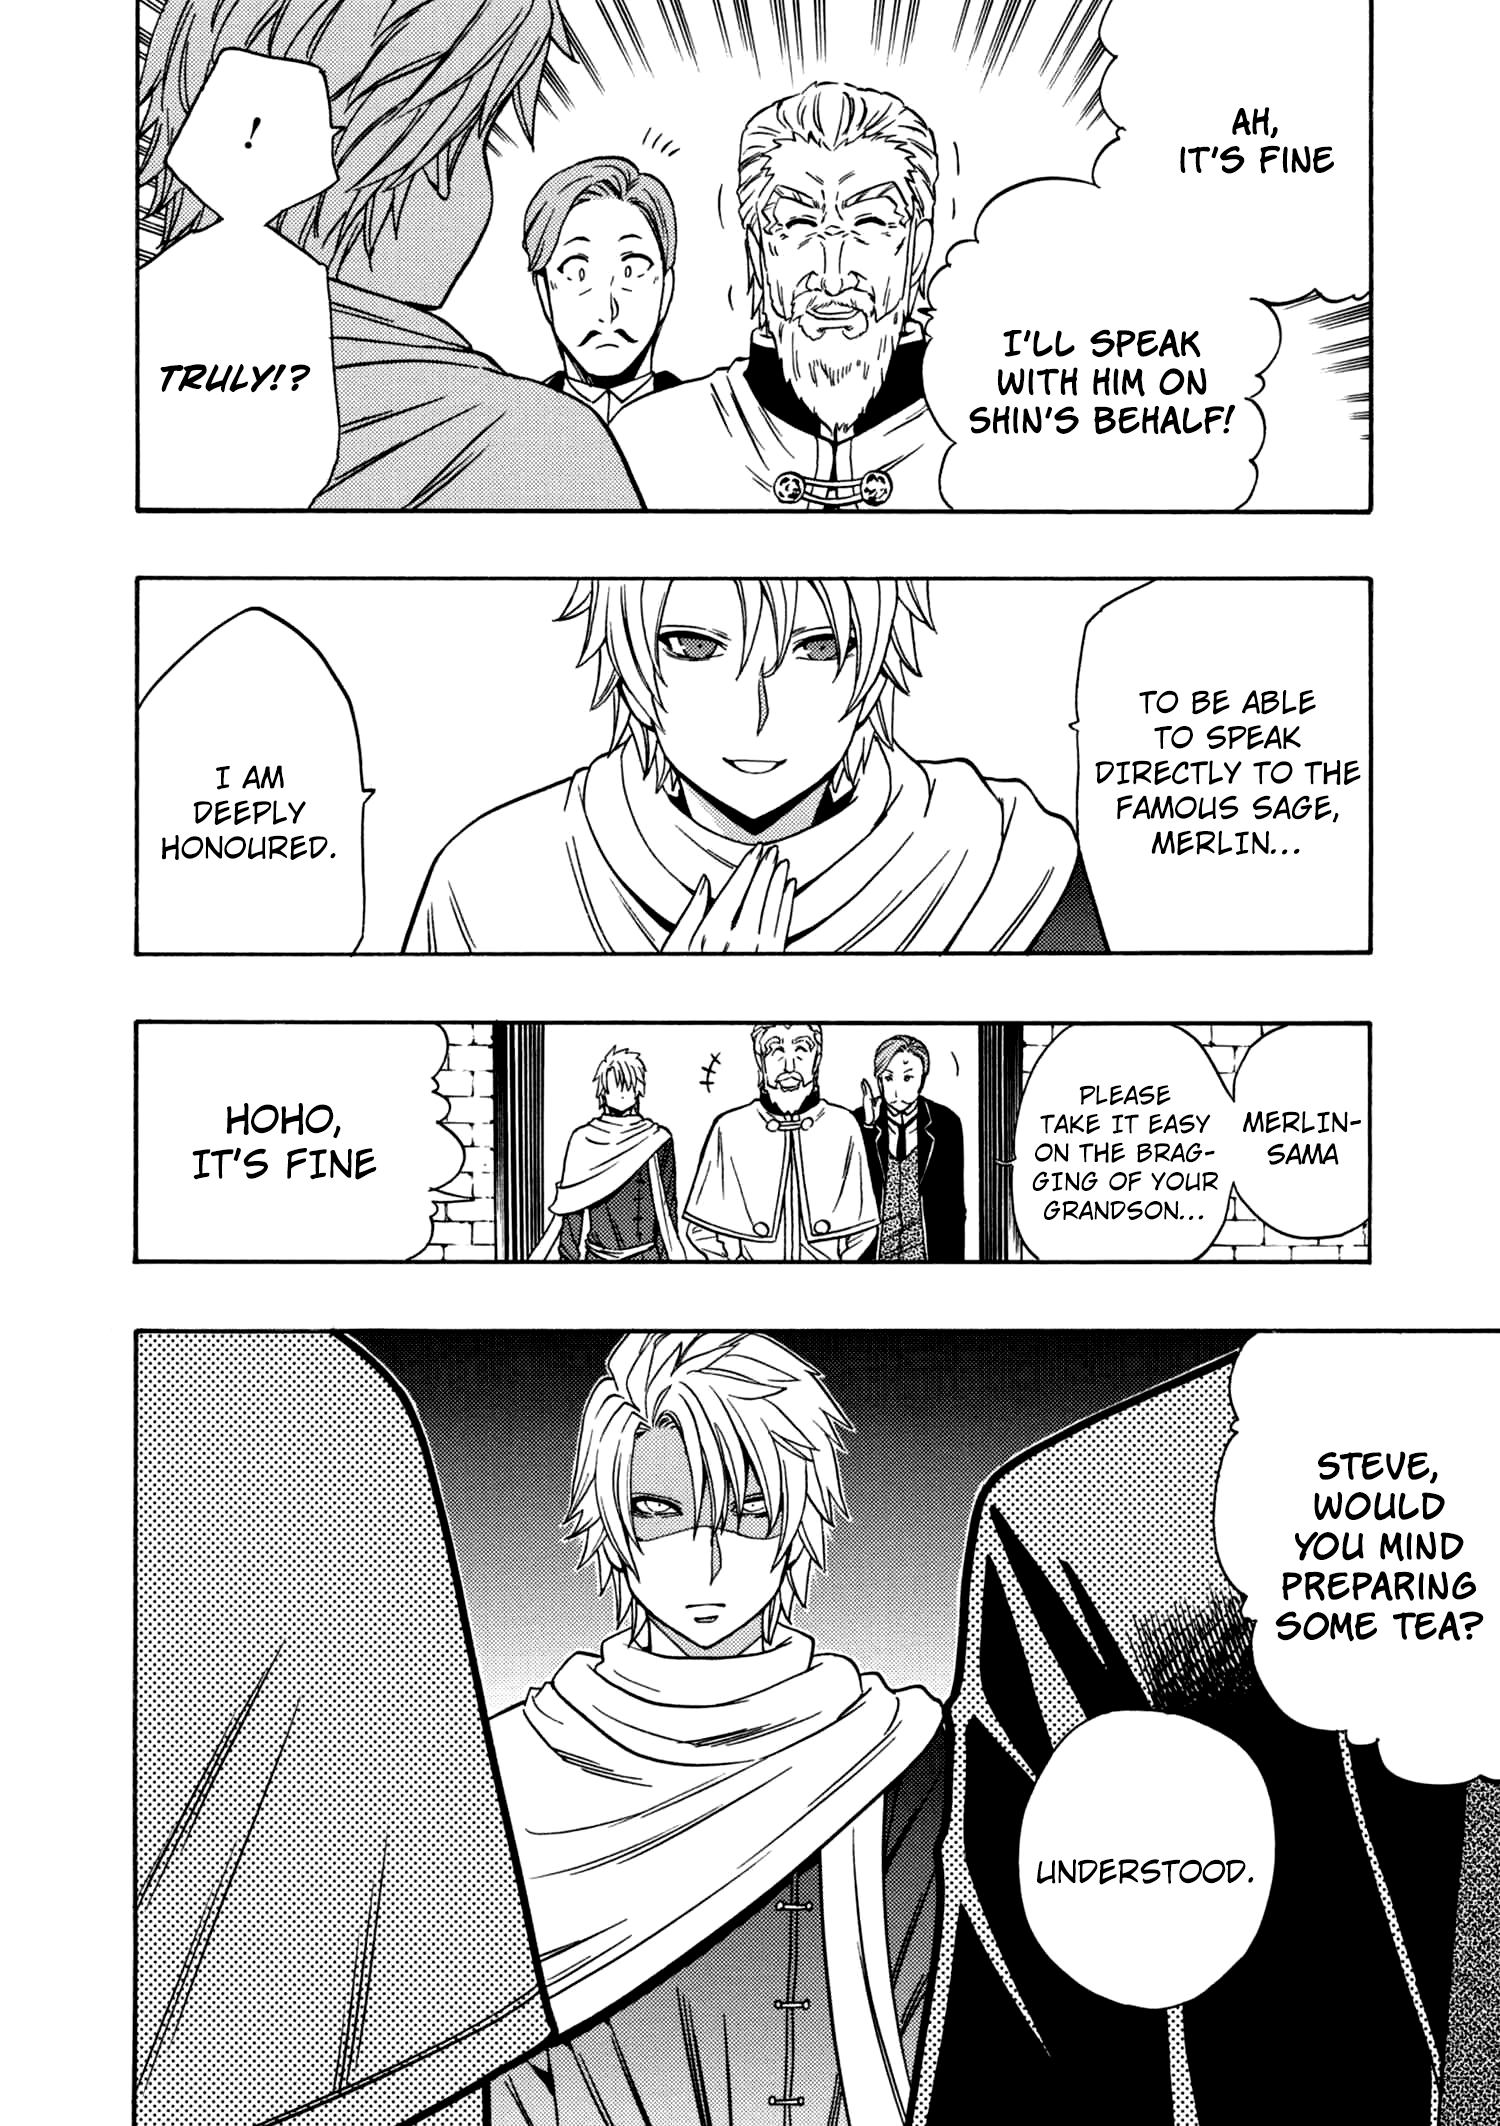 AH,
IT'S FINE
I'LL SPEAK
WITH HIM ON
SHIN'S BEHALF!
!
TRULY!?
TO BE ABLE
TO SPEAK
DIRECTLY TO THE
FAMOUS SAGE,
MERLIN...
I AM
DEEPLY
HONOURED.
MERLIN-
SAMA
PLEASE
TAKE IT EASY
ON THE BRAG-
GING OF YOUR
GRANDSON...
HOHO,
IT'S FINE
STEVE,
WOULD
YOU MIND
PREPARING
SOME TEA?
UNDERSTOOD.